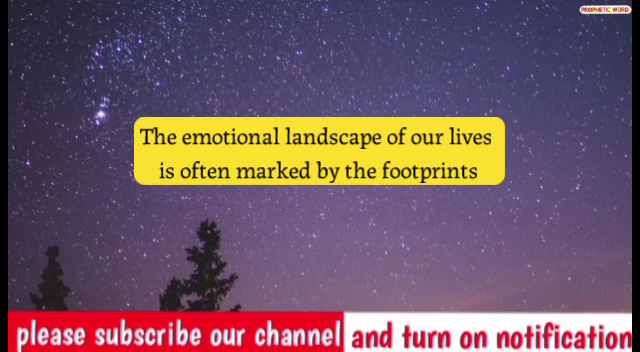 PROPHETIC WORD
The emotional landscape of our lives
is often marked by the footprints
please subscribe our channel and turn on notification